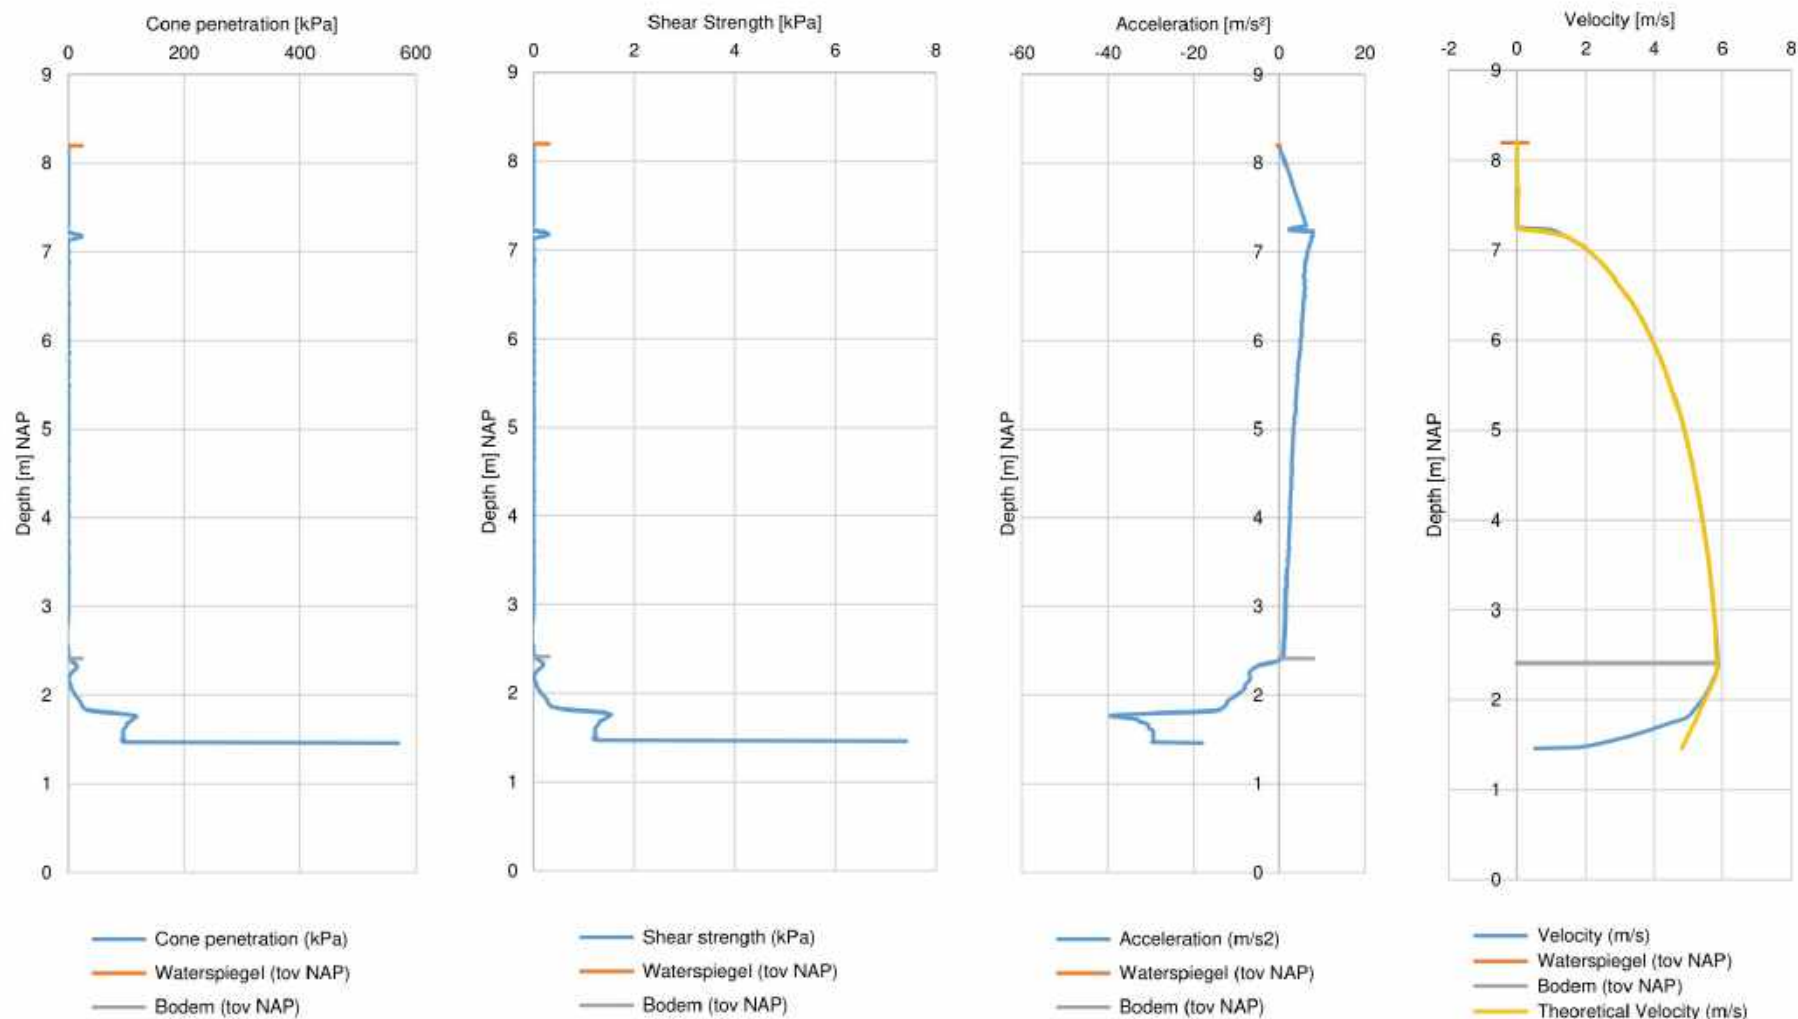 Cone penetration [kPa]
0 200 400 600
9
8
7
6
5
4
3
2
1
0
Depth [m] NAP
Cone penetration (kPa)
Waterspiegel (tov NAP)
Bodem (tov NAP)
Shear Strength [kPa]
0 2 4 6 8
9
8
7
6
5
4
3
2
1
0
Depth [m] NAP
Shear strength (kPa)
Waterspiegel (tov NAP)
Bodem (tov NAP)
Acceleration [m/s²]
-60 -40 -20 0 20
9
8
7
6
5
4
3
2
1
0
Depth [m] NAP
Acceleration (m/s2)
Waterspiegel (tov NAP)
Bodem (tov NAP)
Velocity [m/s]
-2 0 2 4 6 8
9
8
7
6
5
4
3
2
1
0
Depth [m] NAP
Velocity (m/s)
Waterspiegel (tov NAP)
Bodem (tov NAP)
Theoretical Velocity (m/s)